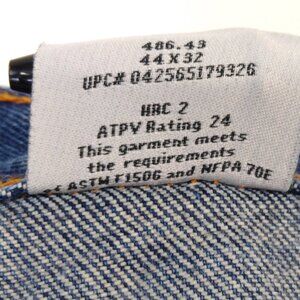 486.43
44X32
UPC# 042565179326
HRC 2
ATPV Rating 24
This garment meets
the requirements
of ASTM F1506 and NFPA 70E